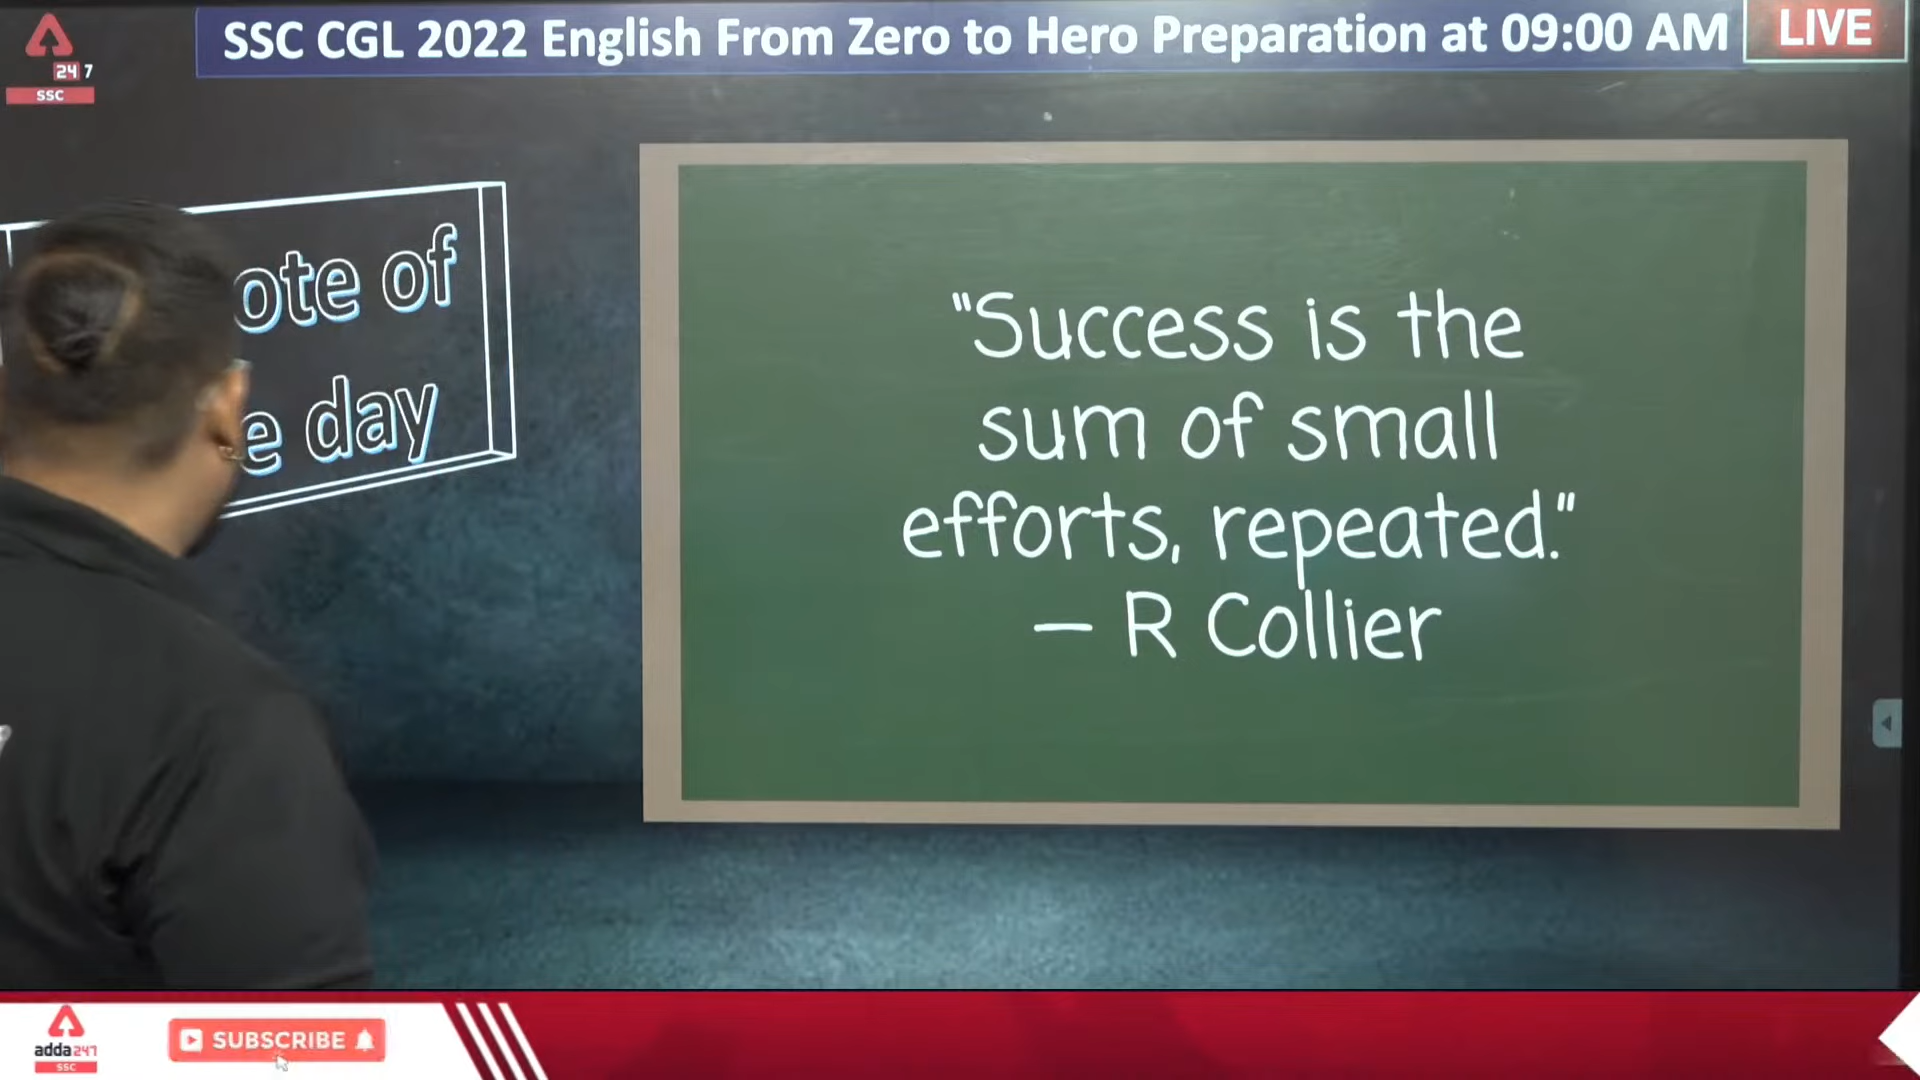 SSC CGL 2022 English From Zero to Hero Preparation at 09:00 AM
LIVE
24 7
SSC
of
day
"Success is the
sum of small
efforts, repeated."
– R Collier
adda247
SSC
SUBSCRIBE